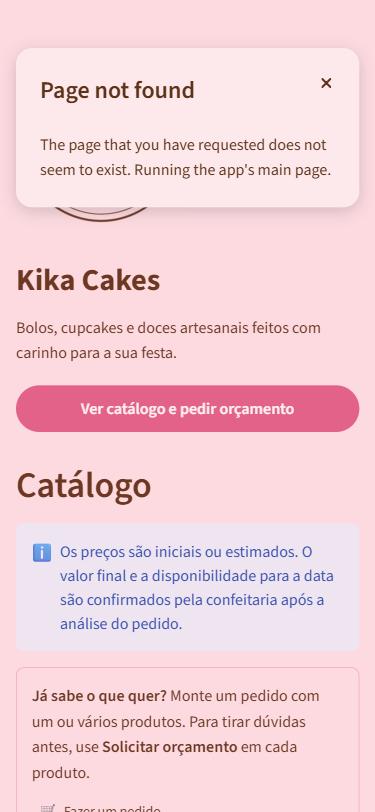 Page not found
The page that you have requested does not
seem to exist. Running the app's main page.
Kika Cakes
Bolos, cupcakes e doces artesanais feitos com
carinho para a sua festa.
Ver catálogo e pedir orçamento
Catálogo
Os preços são iniciais ou estimados. O
valor final e a disponibilidade para a data
são confirmados pela confeitaria após a
análise do pedido.
Já sabe o que quer? Monte um pedido com
um ou vários produtos. Para tirar dúvidas
antes, use Solicitar orçamento em cada
produto.
Fazer um pedido